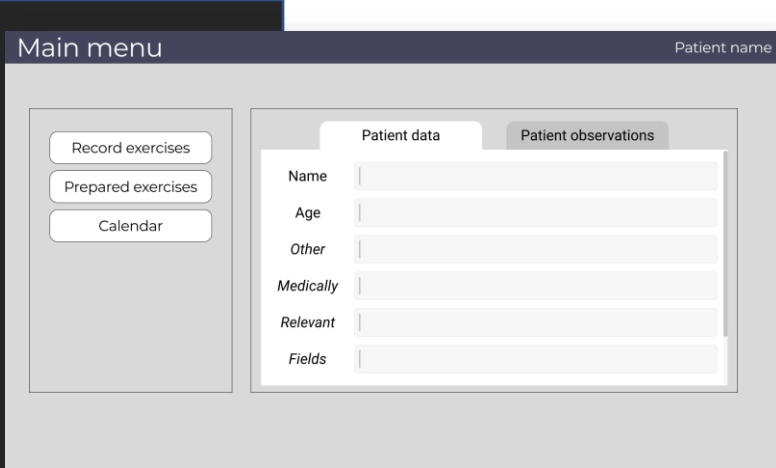 Main menu
Patient name
Record exercises
Prepared exercises
Calendar
Patient data
Patient observations
Name
Age
Other
Medically
Relevant
Fields